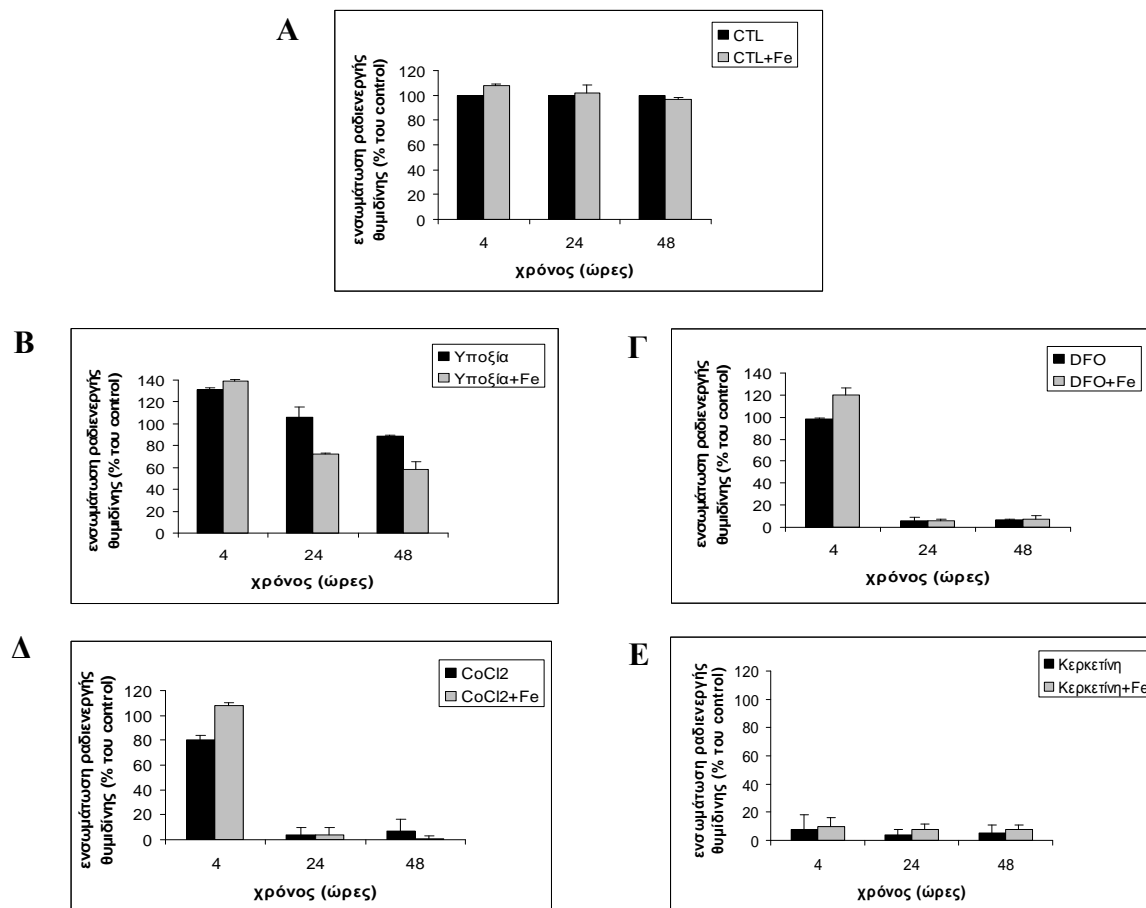 Α
CTL
CTL+Fe
ενσωμάτωση ραδιενεργής
θυμιδίνης (% του control)
120
100
80
60
40
20
0
4 24 48
χρόνος (ώρες)
Β
Υποξία
Υποξία+Fe
ενσωμάτωση ραδιενεργής
θυμιδίνης (% του control)
140
120
100
80
60
40
20
0
4 24 48
χρόνος (ώρες)
Γ
DFO
DFO+Fe
ενσωμάτωση ραδιενεργής
θυμιδίνης (% του control)
140
120
100
80
60
40
20
0
4 24 48
χρόνος (ώρες)
Δ
CoCl2
CoCl2+Fe
ενσωμάτωση ραδιενεργής
θυμιδίνης (% του control)
120
100
80
60
40
20
0
4 24 48
χρόνος (ώρες)
Ε
Κερκετίνη
Κερκετίνη+Fe
ενσωμάτωση ραδιενεργής
θυμιδίνης (% του control)
120
100
80
60
40
20
0
4 24 48
χρόνος (ώρες)